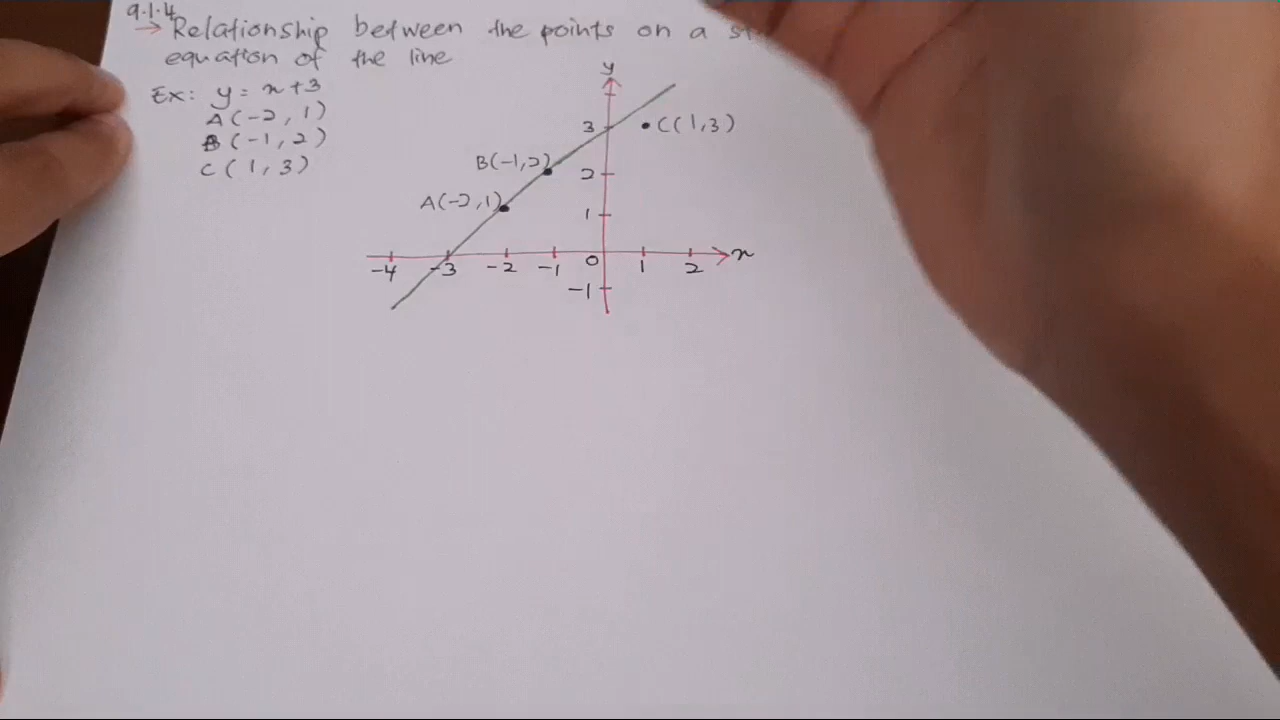 9.1.4
→ Relationship between the points on a
equation of the line
Ex: y = x + 3
A(-2, 1)
B(-1, 2)
C(1, 3)
y
3
C(1,3)
B(-1,2)
2
A(-2,1)
1
-4 -3 -2 -1 0 1 2 x
-1